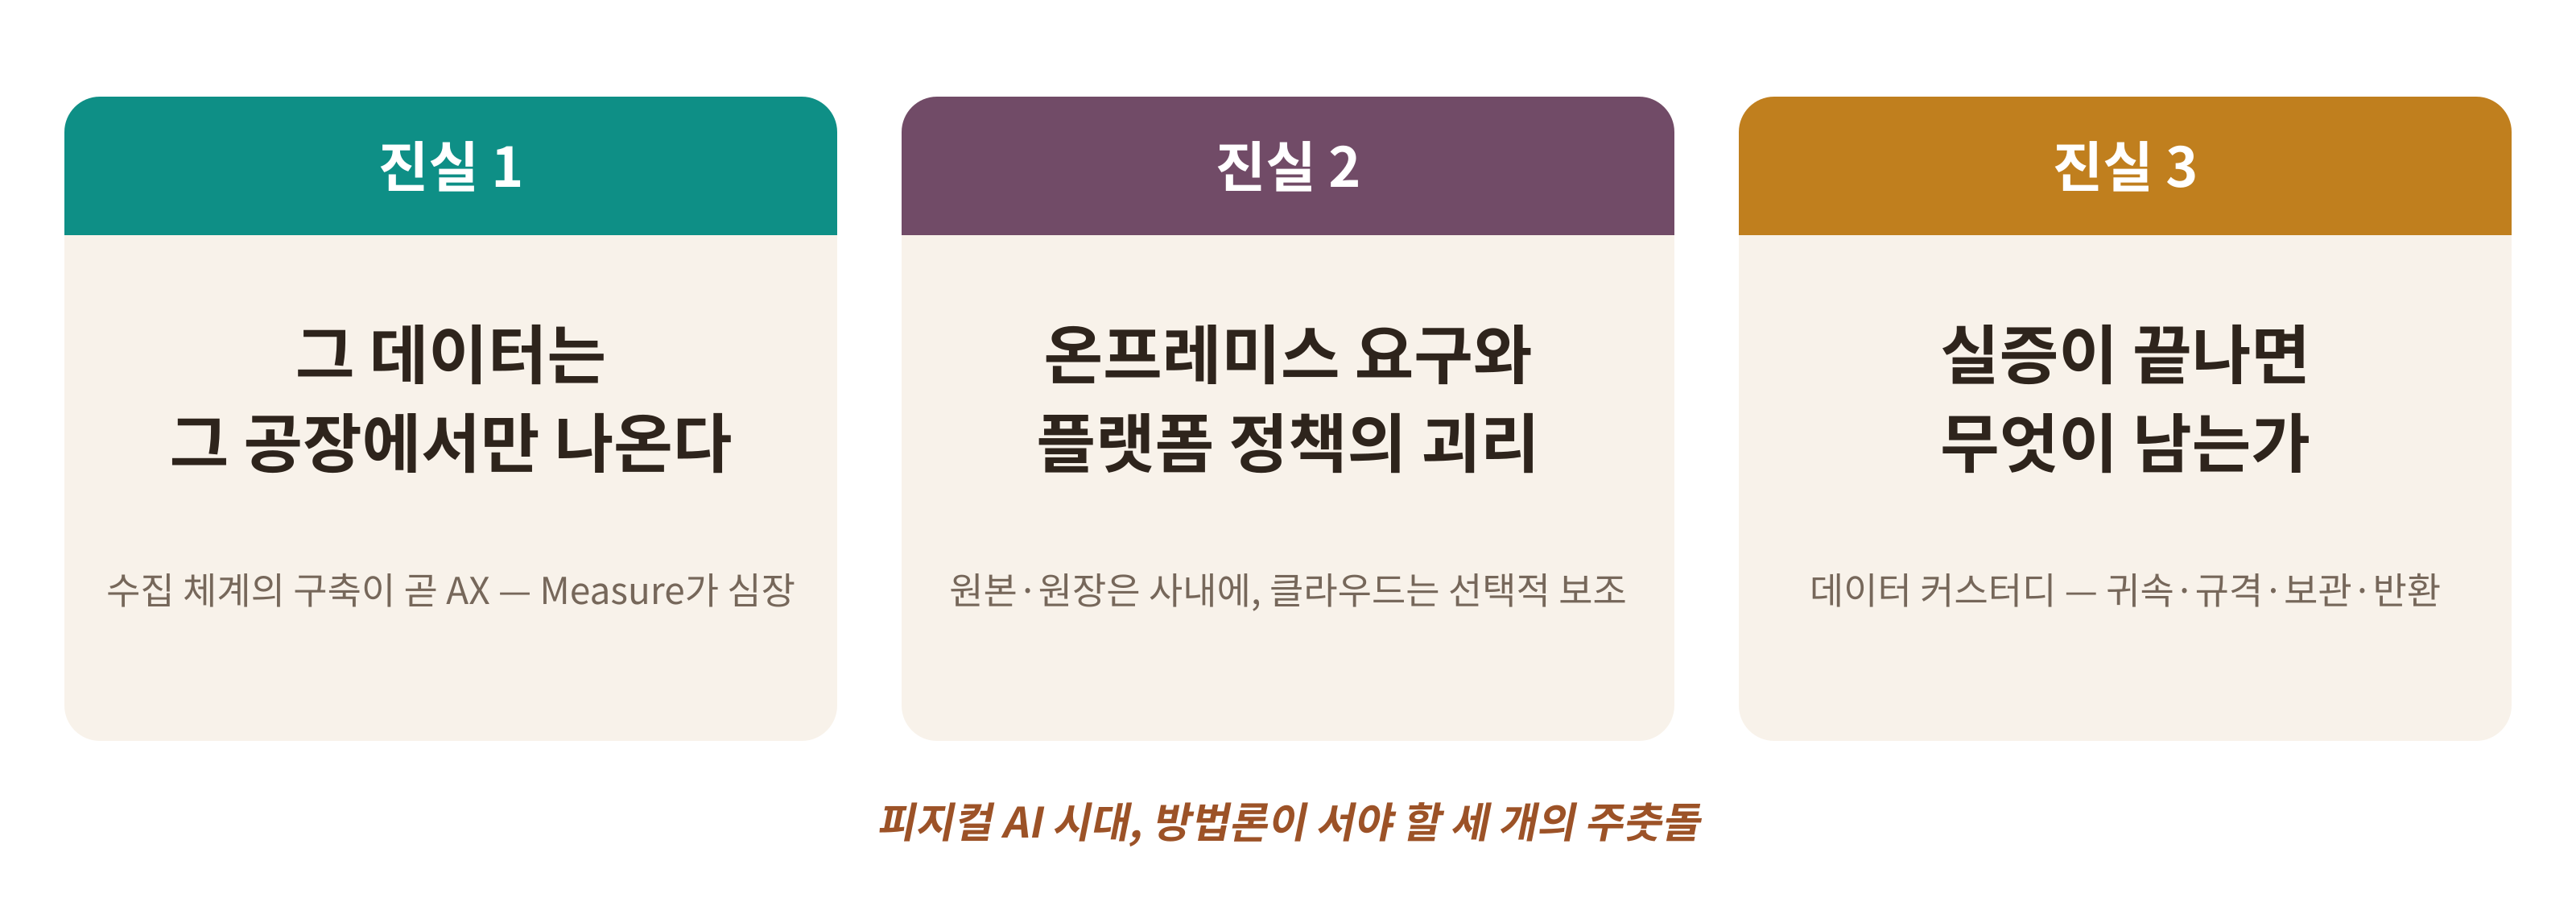 진실 1
그 데이터는
그 공장에서만 나온다
수집 체계의 구축이 곧 AX — Measure가 심장
진실 2
온프레미스 요구와
플랫폼 정책의 괴리
원본·원장은 사내에, 클라우드는 선택적 보조
진실 3
실증이 끝나면
무엇이 남는가
데이터 커스터디 — 귀속·규격·보관·반환
피지컬 AI 시대, 방법론이 서야 할 세 개의 주춧돌